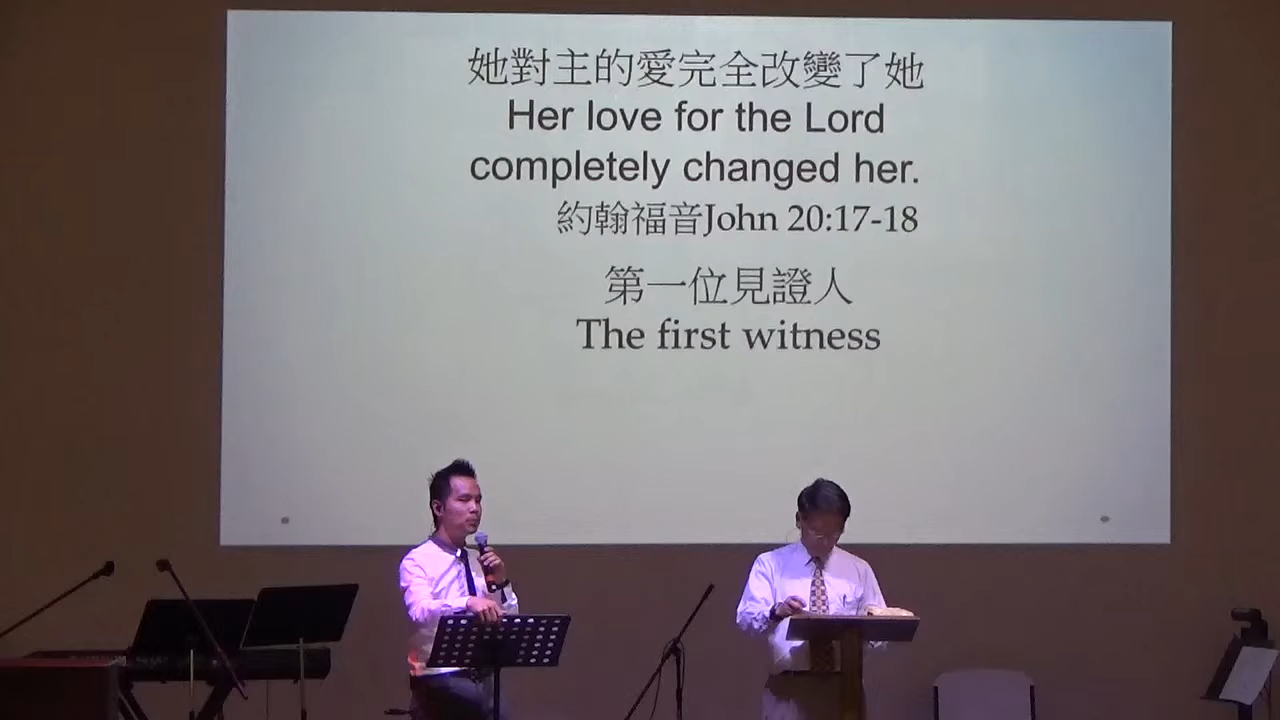 她對主的愛完全改變了她
Her love for the Lord
completely changed her.
約翰福音John 20:17-18
第一位見證人
The first witness